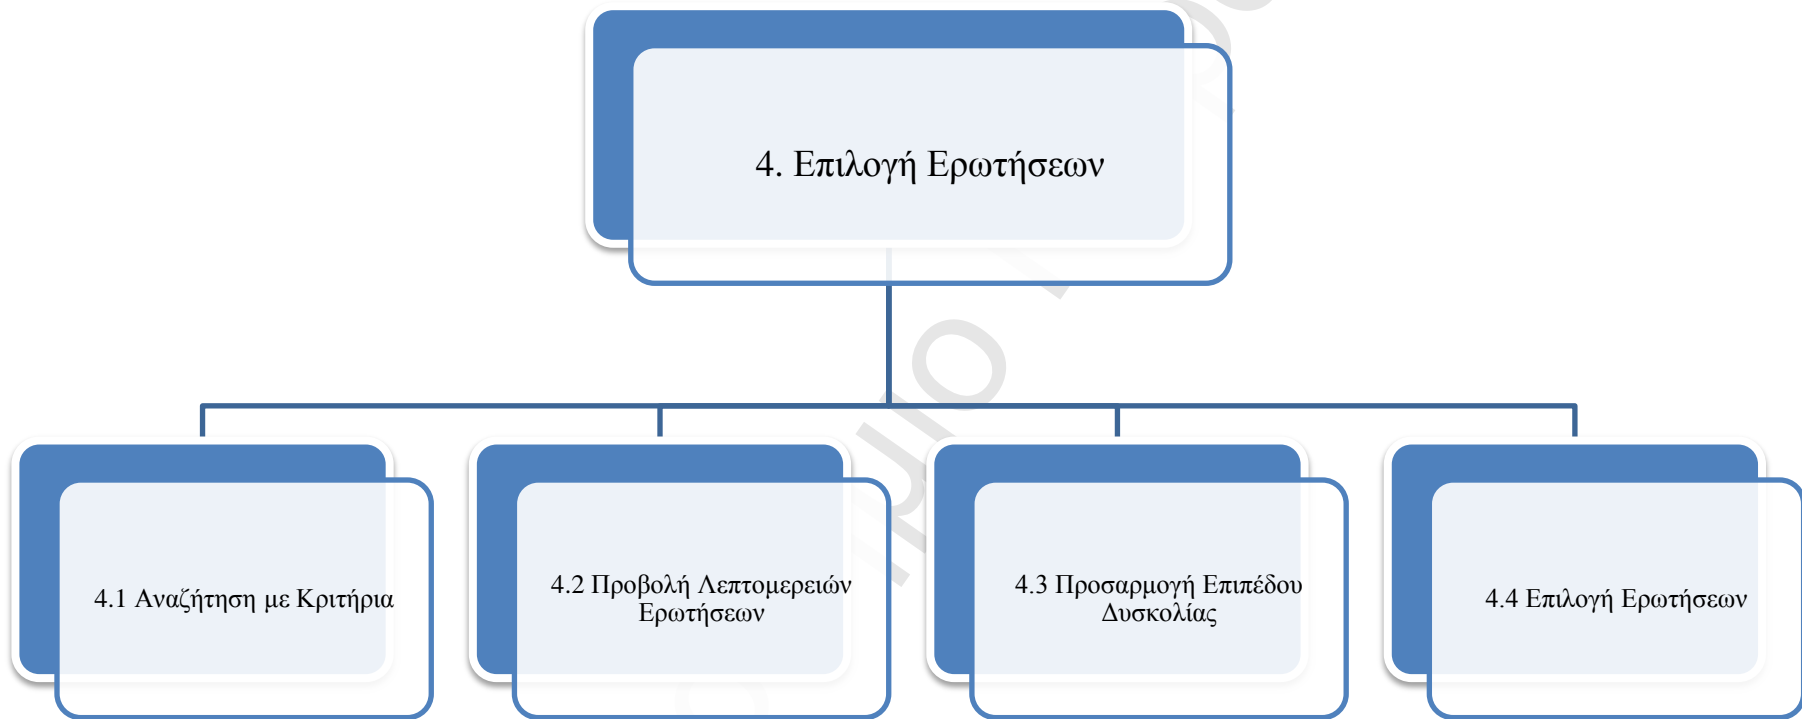 4. Επιλογή Ερωτήσεων
4.1 Αναζήτηση με Κριτήρια
4.2 Προβολή Λεπτομερειών
Ερωτήσεων
4.3 Προσαρμογή Επιπέδου
Δυσκολίας
4.4 Επιλογή Ερωτήσεων